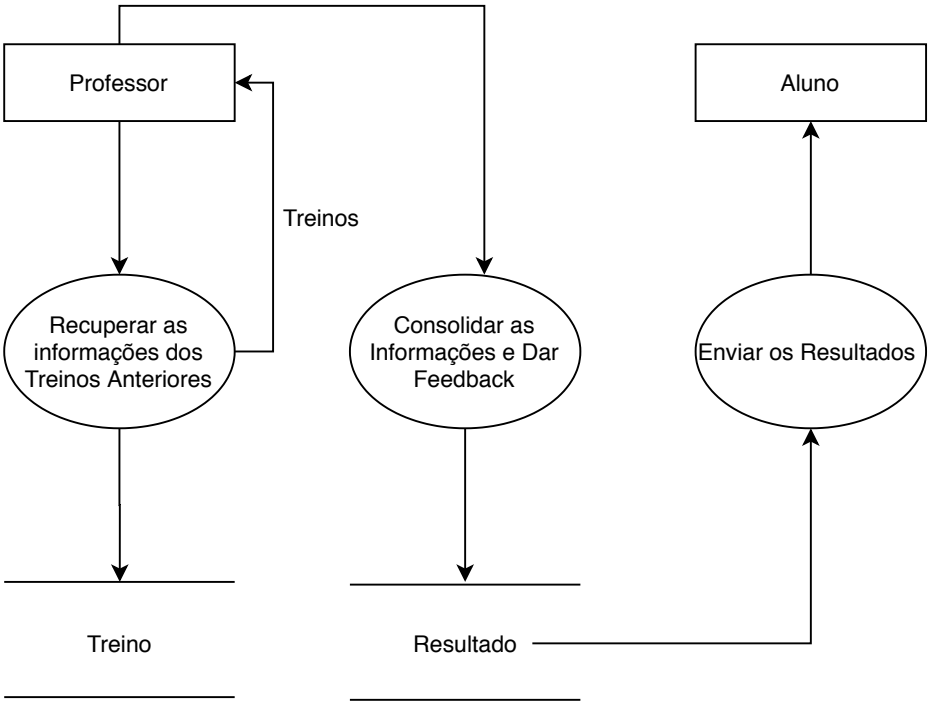 Professor
Aluno
Treinos
Recuperar as
informações dos
Treinos Anteriores
Consolidar as
Informações e Dar
Feedback
Enviar os Resultados
Treino
Resultado